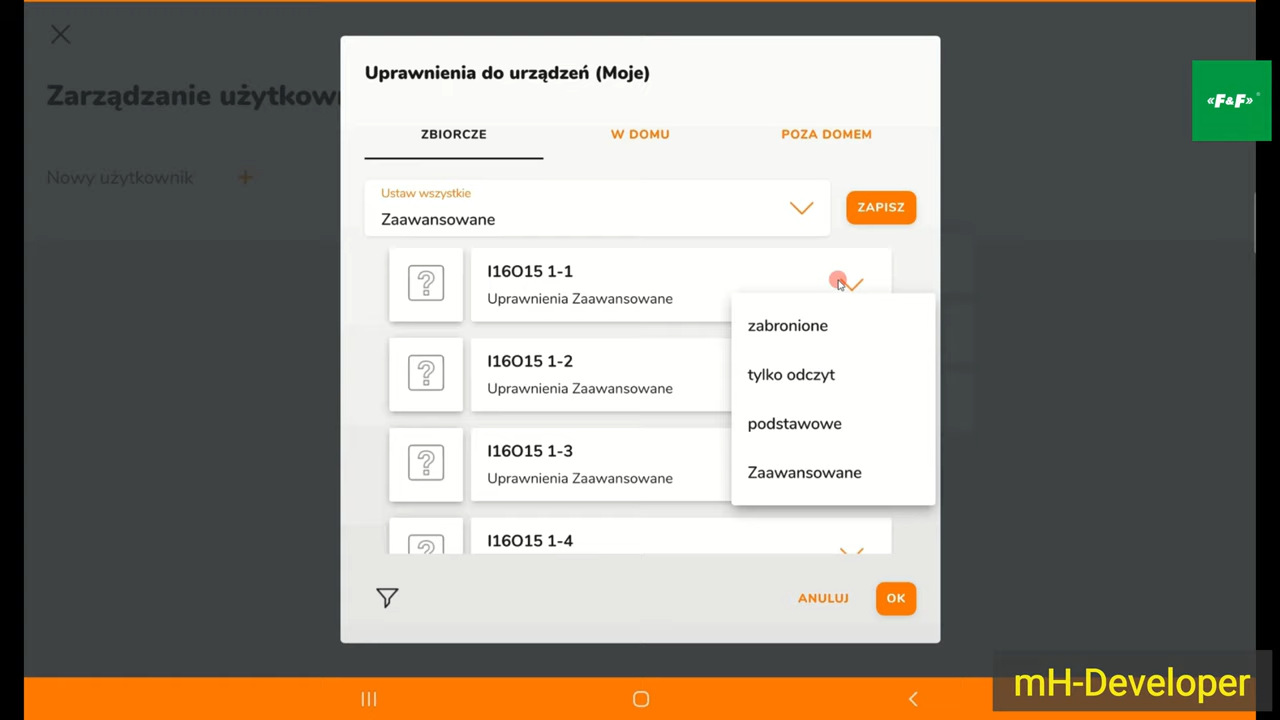 Uprawnienia do urządzeń (Moje)
Zarządzanie użytkown
«F&F»
ZBIORCZE
W DOMU
POZA DOMEM
Nowy użytkownik +
Ustaw wszystkie
Zaawansowane
ZAPISZ
I16O15 1-1
Uprawnienia Zaawansowane
zabronione
I16O15 1-2
tylko odczyt
Uprawnienia Zaawansowane
podstawowe
I16O15 1-3
Zaawansowane
Uprawnienia Zaawansowane
I16O15 1-4
ANULUJ
OK
mH-Developer